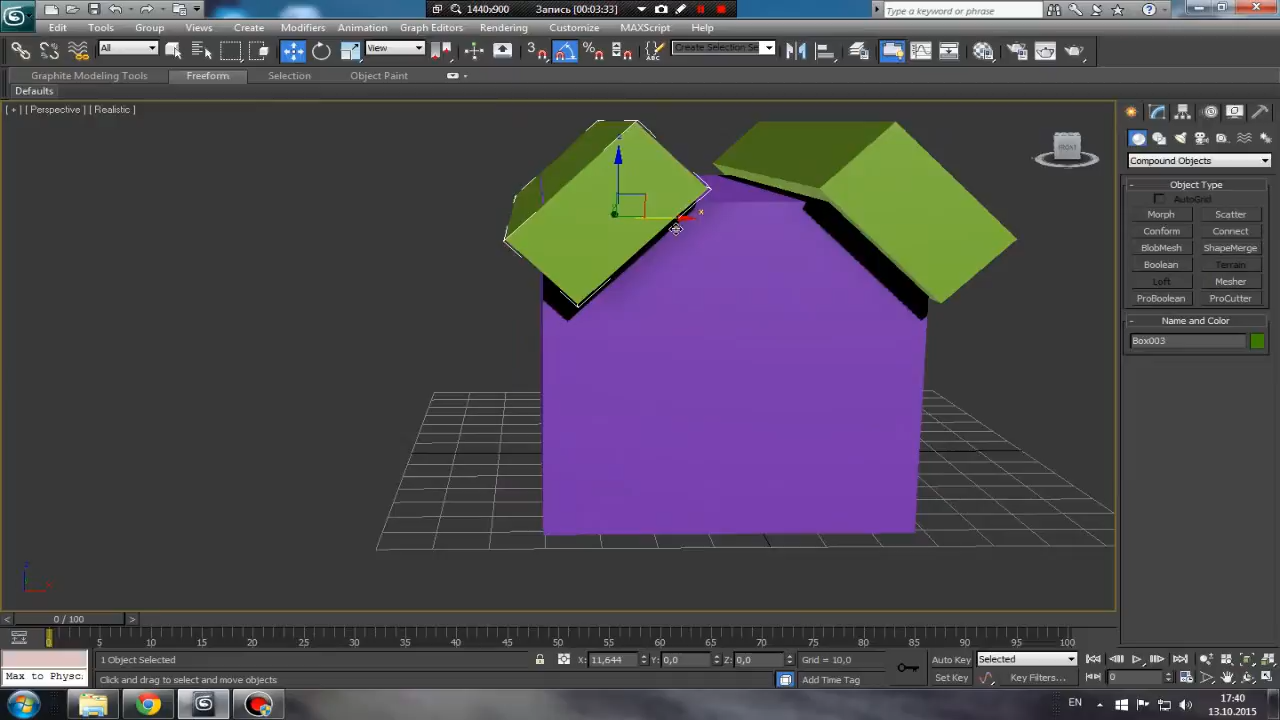 1440x900 Запись [00:03:33]
Type a keyword or phrase
Edit Tools Group Views Create Modifiers Animation Graph Editors Rendering Customize MAXScript Help
All View Create Selection Se
Graphite Modeling Tools Freeform Selection Object Paint
Defaults
[ + ] [ Perspective ] [ Realistic ]
FRONT
Compound Objects
Object Type
AutoGrid
Morph Scatter
Conform Connect
BlobMesh ShapeMerge
Boolean Terrain
Loft Mesher
ProBoolean ProCutter
Name and Color
Box003
x
0 / 100
0 5 10 15 20 25 30 35 40 45 50 55 60 65 70 75 80 85 90 95 100
1 Object Selected X: 11,644 Y: 0,0 Z: 0,0 Grid = 10,0 Auto Key Selected
Max to Physc: Click and drag to select and move objects Add Time Tag Set Key Key Filters... 0
EN 17:40
13.10.2015